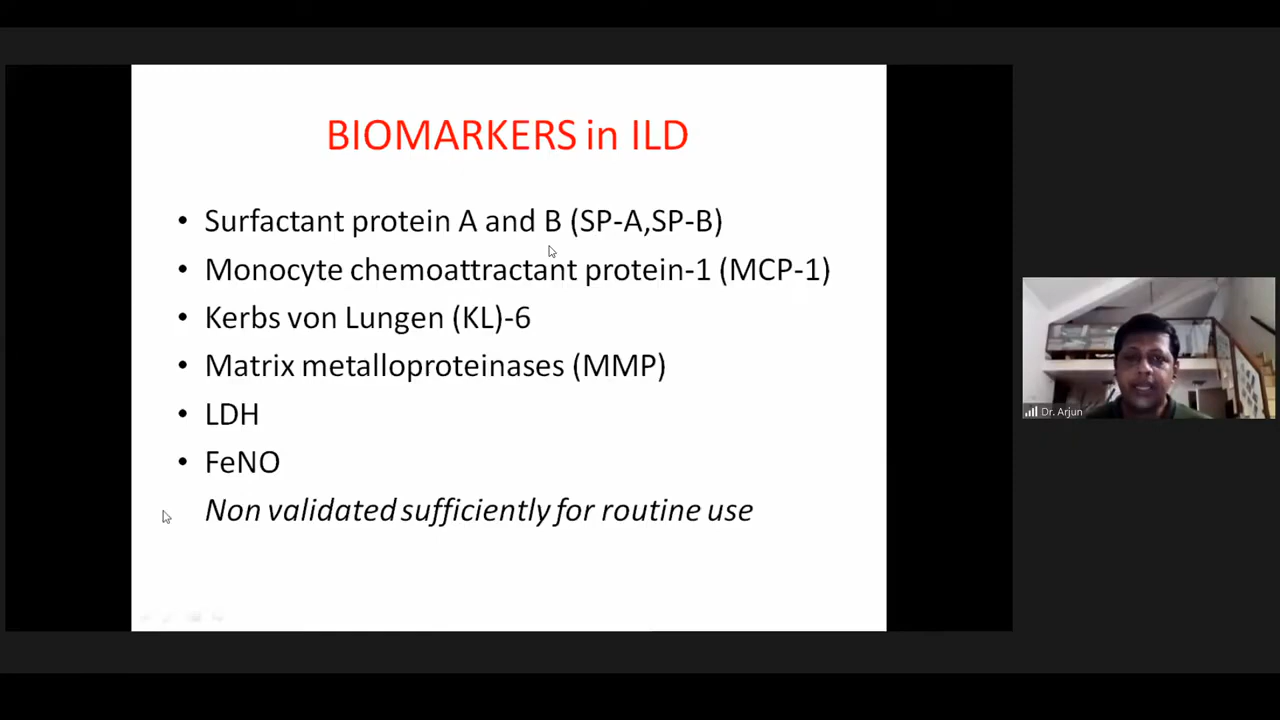 BIOMARKERS in ILD
• Surfactant protein A and B (SP-A,SP-B)
• Monocyte chemoattractant protein-1 (MCP-1)
• Kerbs von Lungen (KL)-6
• Matrix metalloproteinases (MMP)
• LDH
• FeNO
Non validated sufficiently for routine use
Dr. Arjun